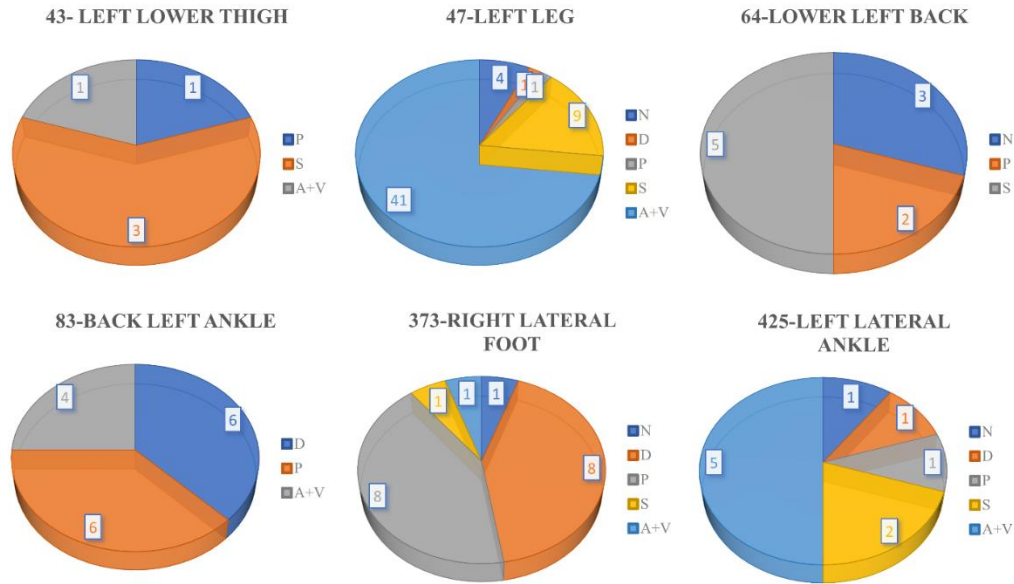 43- LEFT LOWER THIGH
1
1
3
P
S
A+V
47-LEFT LEG
4
1
1
9
41
N
D
P
S
A+V
64-LOWER LEFT BACK
3
5
2
N
P
S
83-BACK LEFT ANKLE
4
6
6
D
P
A+V
373-RIGHT LATERAL
FOOT
1
1
1
8
8
N
D
P
S
A+V
425-LEFT LATERAL
ANKLE
1
1
5
1
2
N
D
P
S
A+V